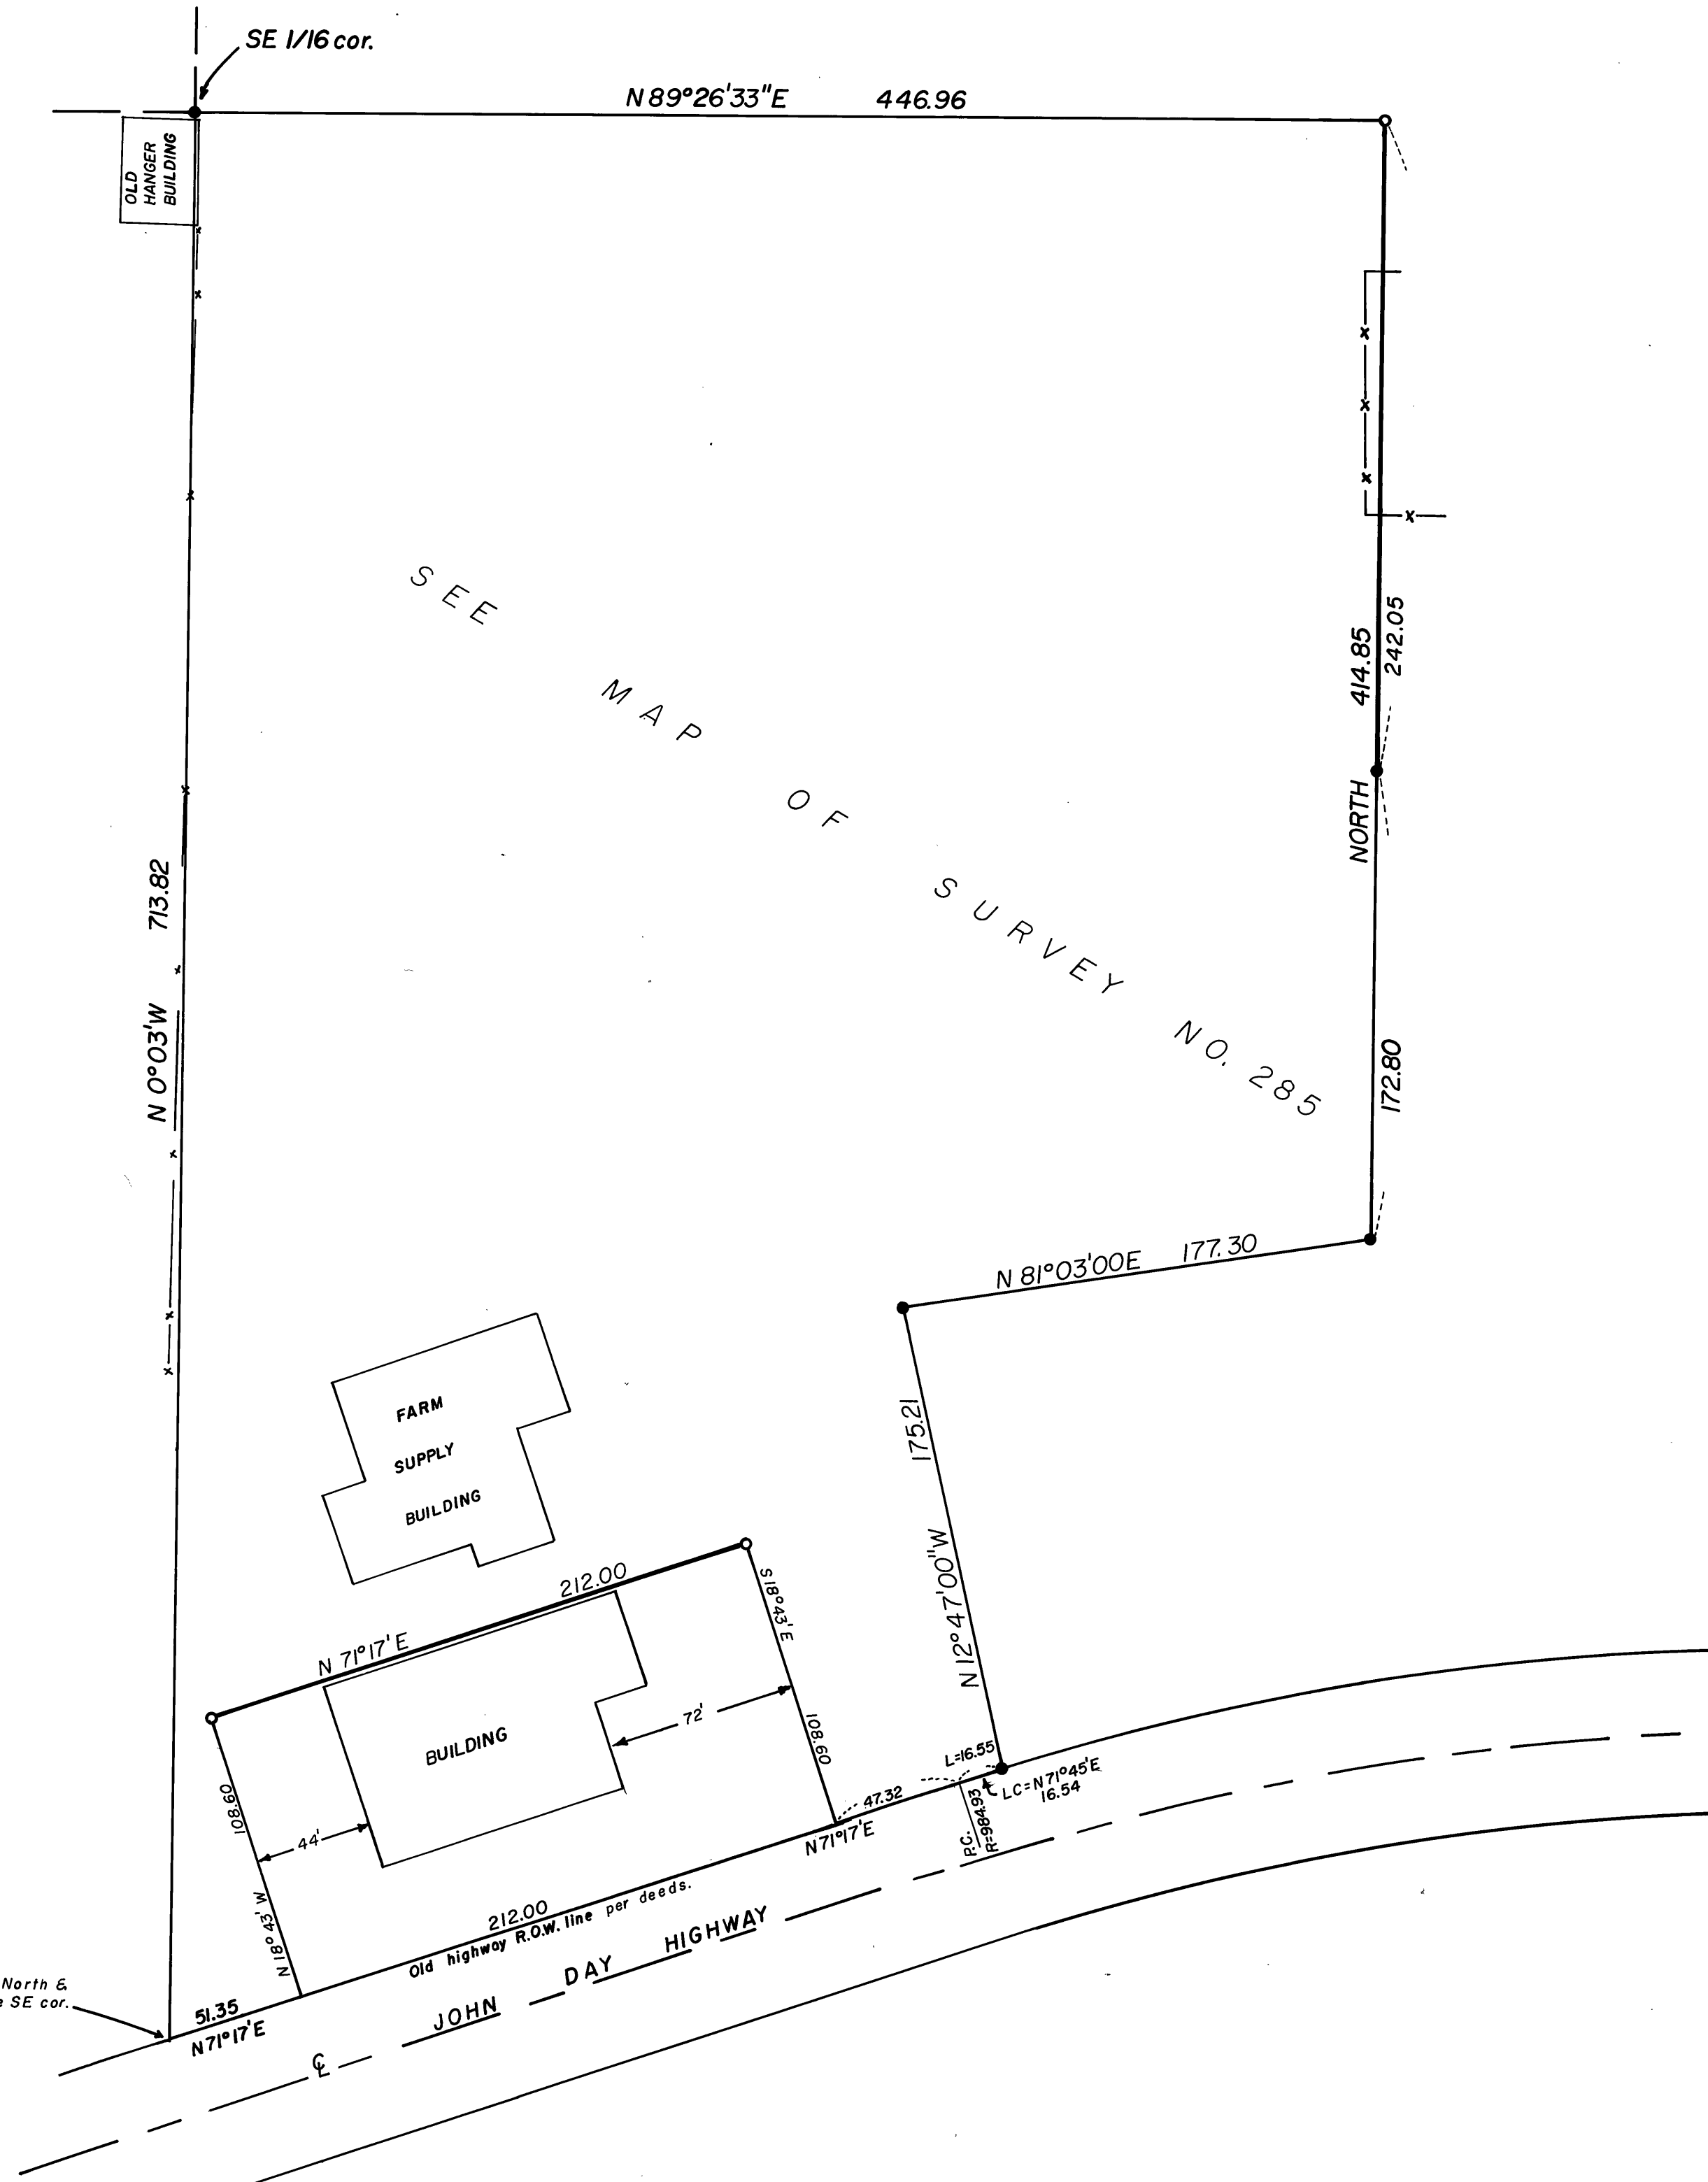 SE 1/16 cor.
N 89°26'33"E 446.96
OLD
HANGER
BUILDING
414.85
242.05
NORTH
SEE MAP OF SURVEY NO. 285
N 0°03'W 713.82
172.80
N 81°03'00E 177.30
175.21
N 12°47'00"W
FARM
SUPPLY
BUILDING
N 71°17'E 212.00
S 18°43'E
108.60
BUILDING
72'
44'
108.60
N 18°43' W
L=16.55
LC=N71°45'E
16.54
47.32
N71°17'E
P.C.
R=984.93
212.00
Old highway R.O.W. line per deeds.
JOHN DAY HIGHWAY
North &
SE cor.
51.35
N71°17'E
℄